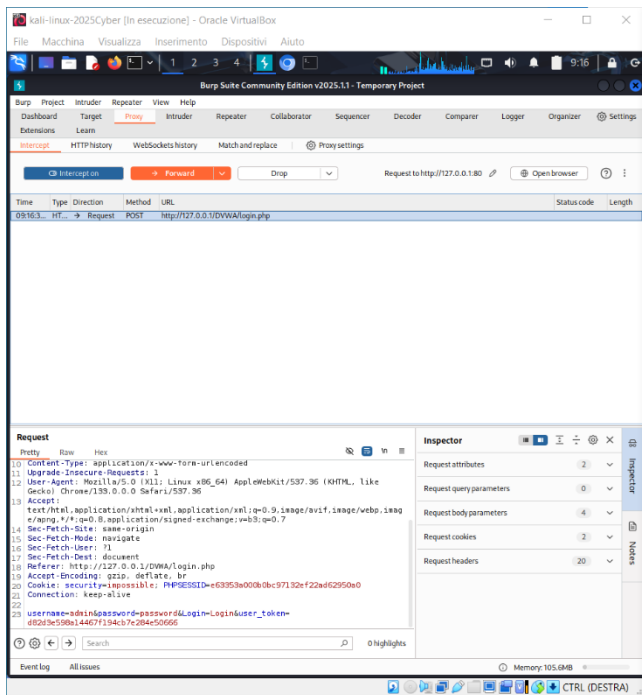 kali-linux-2025Cyber [In esecuzione] - Oracle VirtualBox
File Macchina Visualizza Inserimento Dispositivi Aiuto
1 2 3 4 9:16
Burp Suite Community Edition v2025.1.1 - Temporary Project
Burp Project Intruder Repeater View Help
Dashboard Target Proxy Intruder Repeater Collaborator Sequencer Decoder Comparer Logger Organizer Settings
Extensions Learn
Intercept HTTP history WebSockets history Match and replace Proxy settings
Intercept on Forward Drop Request to http://127.0.0.1:80 Open browser
Time Type Direction Method URL Status code Length
09:16:3... HT... → Request POST http://127.0.0.1/DVWA/login.php
Request
Pretty Raw Hex
10 Content-Type: application/x-www-form-urlencoded
11 Upgrade-Insecure-Requests: 1
12 User-Agent: Mozilla/5.0 (X11; Linux x86_64) AppleWebKit/537.36 (KHTML, like
Gecko) Chrome/133.0.0.0 Safari/537.36
13 Accept:
text/html,application/xhtml+xml,application/xml;q=0.9,image/avif,image/webp,imag
e/apng,*/*;q=0.8,application/signed-exchange;v=b3;q=0.7
14 Sec-Fetch-Site: same-origin
15 Sec-Fetch-Mode: navigate
16 Sec-Fetch-User: ?1
17 Sec-Fetch-Dest: document
18 Referer: http://127.0.0.1/DVWA/login.php
19 Accept-Encoding: gzip, deflate, br
20 Cookie: security=impossible; PHPSESSID=e63353a000b0bc97132ef22ad62950a0
21 Connection: keep-alive
22
23 username=admin&password=password&Login=Login&user_token=
d82d3e598a14467f194cb7e284e50666
Search 0 highlights
Inspector
Request attributes 2
Request query parameters 0
Request body parameters 4
Request cookies 2
Request headers 20
Inspector
Notes
Event log All issues Memory: 105.6MB
CTRL (DESTRA)